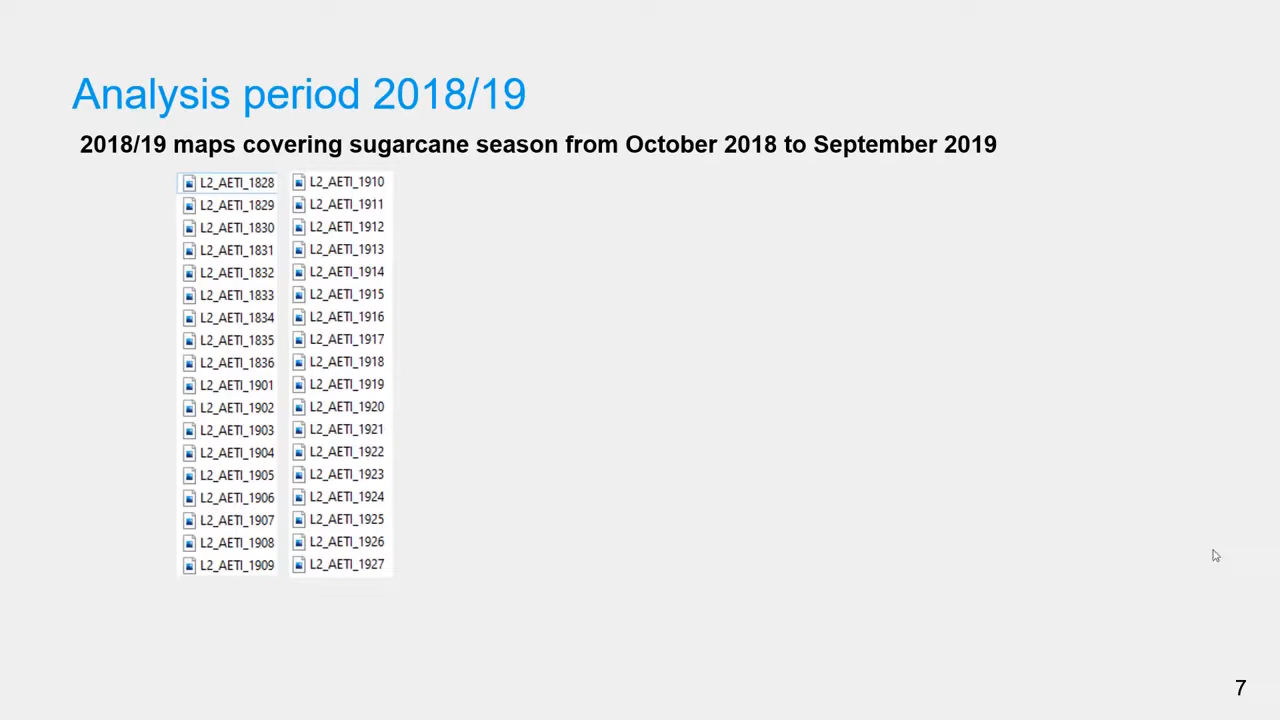 Analysis period 2018/19
2018/19 maps covering sugarcane season from October 2018 to September 2019
L2_AETI_1828
L2_AETI_1829
L2_AETI_1830
L2_AETI_1831
L2_AETI_1832
L2_AETI_1833
L2_AETI_1834
L2_AETI_1835
L2_AETI_1836
L2_AETI_1901
L2_AETI_1902
L2_AETI_1903
L2_AETI_1904
L2_AETI_1905
L2_AETI_1906
L2_AETI_1907
L2_AETI_1908
L2_AETI_1909
L2_AETI_1910
L2_AETI_1911
L2_AETI_1912
L2_AETI_1913
L2_AETI_1914
L2_AETI_1915
L2_AETI_1916
L2_AETI_1917
L2_AETI_1918
L2_AETI_1919
L2_AETI_1920
L2_AETI_1921
L2_AETI_1922
L2_AETI_1923
L2_AETI_1924
L2_AETI_1925
L2_AETI_1926
L2_AETI_1927
7